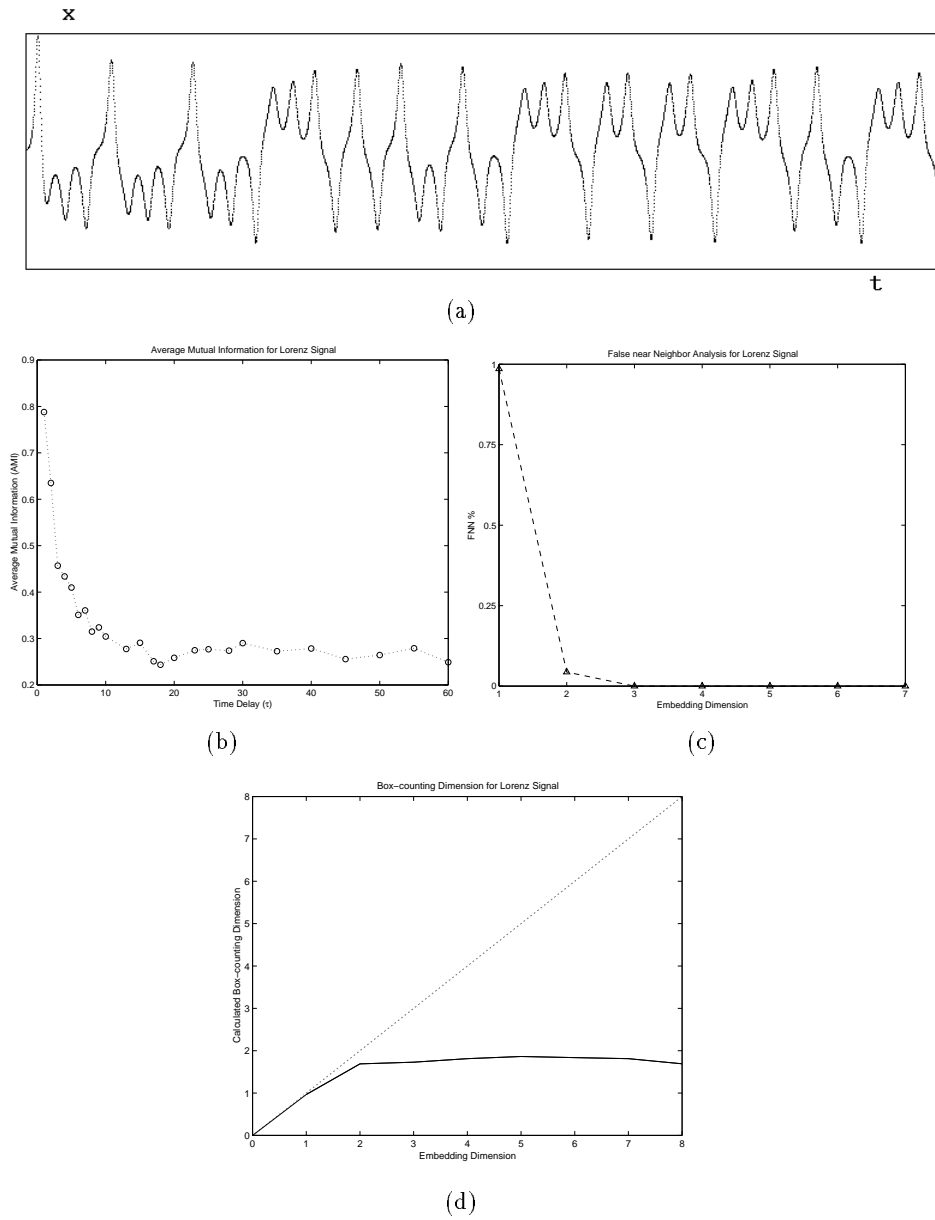 x
t
(a)
Average Mutual Information for Lorenz Signal
0.9
0.8
0.7
0.6
0.5
0.4
0.3
0.2
Average Mutual Information (AMI)
0 10 20 30 40 50 60
Time Delay (τ)
(b)
False near Neighbor Analysis for Lorenz Signal
1
0.75
0.5
0.25
0
FNN %
1 2 3 4 5 6 7
Embedding Dimension
(c)
Box−counting Dimension for Lorenz Signal
8
7
6
5
4
3
2
1
0
Calculated Box−counting Dimension
0 1 2 3 4 5 6 7 8
Embedding Dimension
(d)